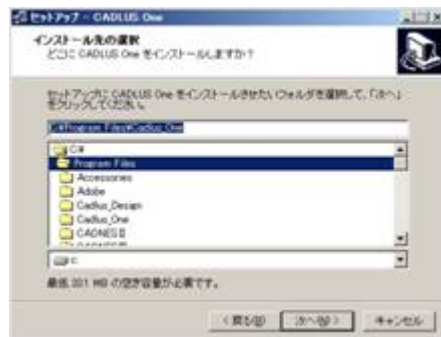 セットアップ - CADLUS One
インストール先の選択
どこに CADLUS One をインストールしますか?
セットアップに CADLUS One をインストールさせたいフォルダを選択して、「次へ」
をクリックしてください。
C:¥Program Files¥Cadlus_One
C:¥
Program Files
Accessories
Adobe
Cadlus_Design
Cadlus_One
CADNES II
c:
MB の空き容量が必要です。
< 戻る(B)
次へ(N) >
キャンセル